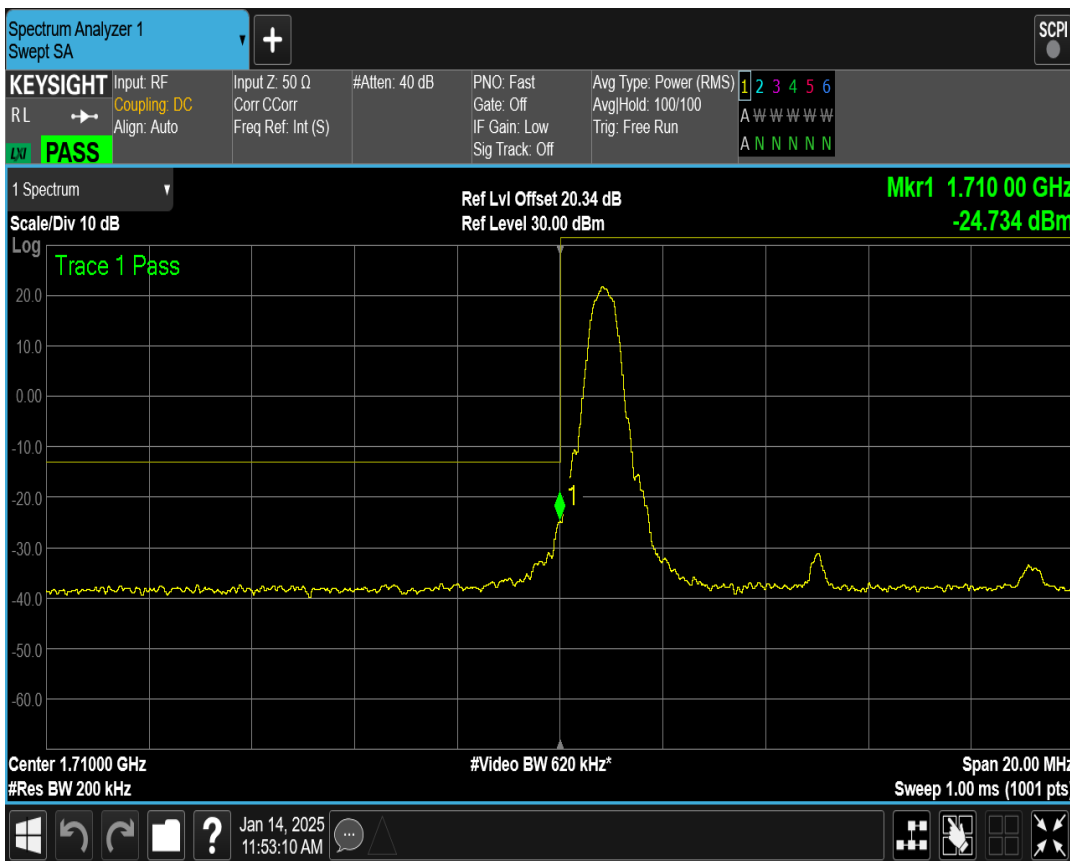 Spectrum Analyzer 1
Swept SA
+
SCPI
KEYSIGHT
RL
LXI
PASS
Input: RF
Coupling: DC
Align: Auto
Input Z: 50 Ω
Corr CCorr
Freq Ref: Int (S)
#Atten: 40 dB
PNO: Fast
Gate: Off
IF Gain: Low
Sig Track: Off
Avg Type: Power (RMS)
Avg|Hold: 100/100
Trig: Free Run
1 2 3 4 5 6
A W W W W W
A N N N N N
1 Spectrum
Scale/Div 10 dB
Ref Lvl Offset 20.34 dB
Ref Level 30.00 dBm
Mkr1 1.710 00 GHz
-24.734 dBm
Log
Trace 1 Pass
20.0
10.0
0.00
-10.0
-20.0
-30.0
-40.0
-50.0
-60.0
1
Center 1.71000 GHz
#Res BW 200 kHz
#Video BW 620 kHz*
Span 20.00 MHz
Sweep 1.00 ms (1001 pts)
?
Jan 14, 2025
11:53:10 AM